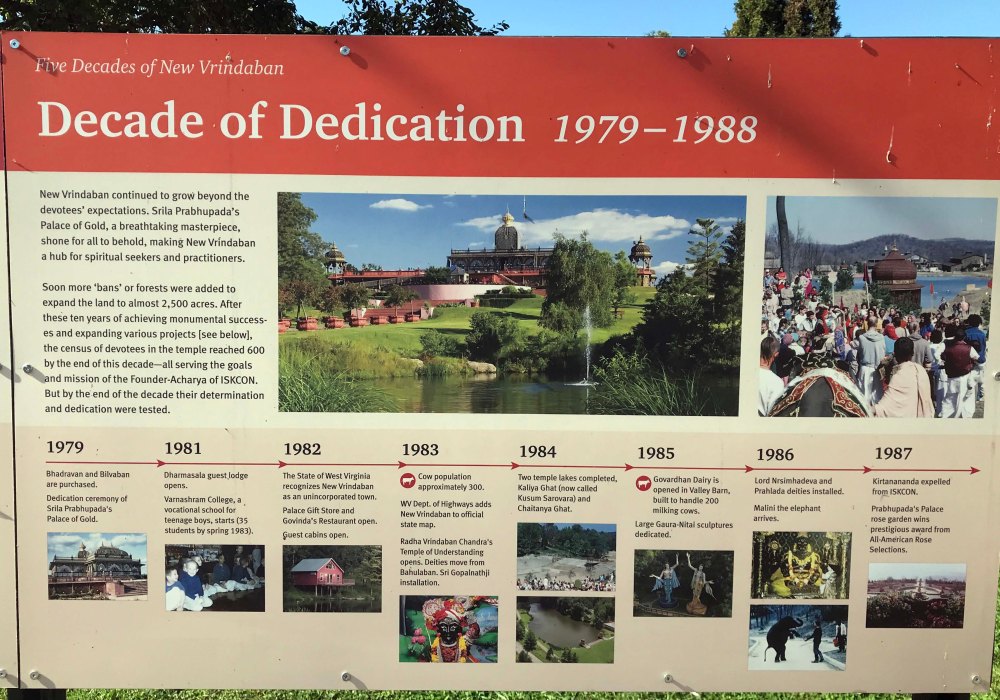 Five Decades of New Vrindaban
Decade of Dedication 1979–1988
New Vrindaban continued to grow beyond the
devotees' expectations. Srila Prabhupada's
Palace of Gold, a breathtaking masterpiece,
shone for all to behold, making New Vrindaban
a hub for spiritual seekers and practitioners.
Soon more 'bans' or forests were added to
expand the land to almost 2,500 acres. After
these ten years of achieving monumental success-
es and expanding various projects [see below],
the census of devotees in the temple reached 600
by the end of this decade—all serving the goals
and mission of the Founder-Acharya of ISKCON.
But by the end of the decade their determination
and dedication were tested.
1979
Bhadravan and Bilvaban
are purchased.
Dedication ceremony of
Srila Prabhupada's
Palace of Gold.
1981
Dharmasala guest lodge
opens.
Varnashram College, a
vocational school for
teenage boys, starts (35
students by spring 1983).
1982
The State of West Virginia
recognizes New Vrindaban
as an unincorporated town.
Palace Gift Store and
Govinda's Restaurant open.
Guest cabins open.
1983
Cow population
approximately 300.
WV Dept. of Highways adds
New Vrindaban to official
state map.
Radha Vrindaban Chandra's
Temple of Understanding
opens. Deities move from
Bahulaban. Sri Gopalnathji
installation.
1984
Two temple lakes completed,
Kaliya Ghat (now called
Kusum Sarovara) and
Chaitanya Ghat.
1985
Govardhan Dairy is
opened in Valley Barn,
built to handle 200
milking cows.
Large Gaura-Nitai sculptures
dedicated.
1986
Lord Nrsimhadeva and
Prahlada deities installed.
Malini the elephant
arrives.
1987
Kirtanananda expelled
from ISKCON.
Prabhupada's Palace
rose garden wins
prestigious award from
All-American Rose
Selections.